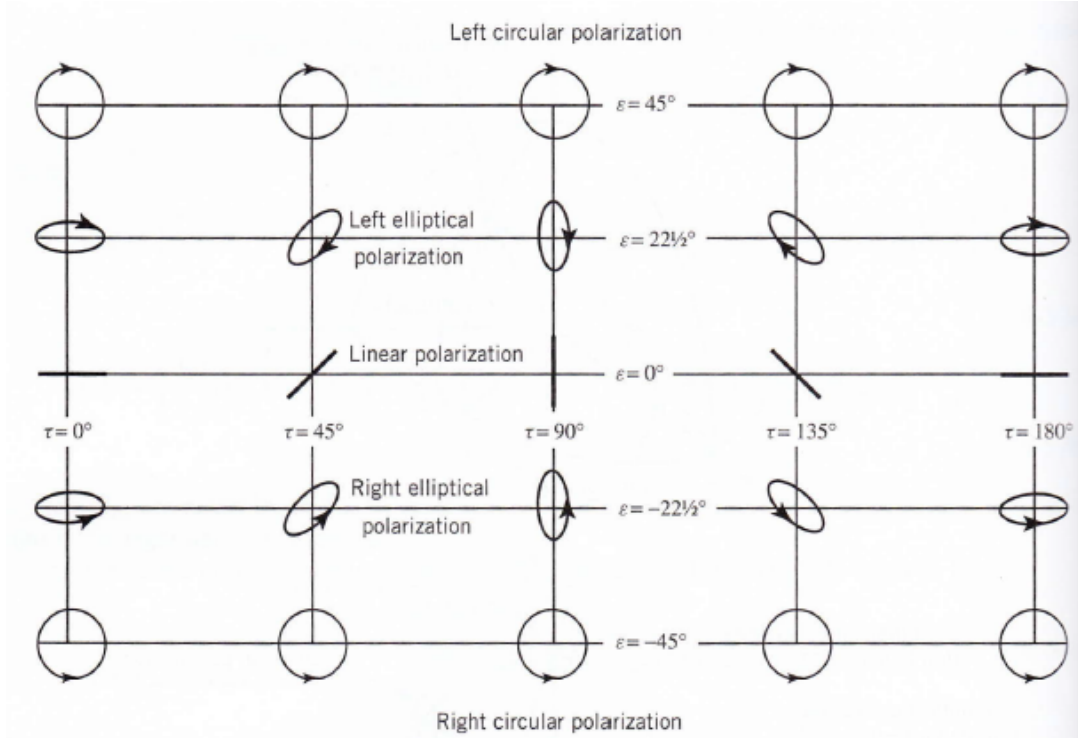 Left circular polarization
ε= 45°
Left elliptical
polarization
ε= 22½°
Linear polarization
ε= 0°
τ= 0°
τ= 45°
τ= 90°
τ= 135°
τ= 180°
Right elliptical
polarization
ε= –22½°
ε= –45°
Right circular polarization